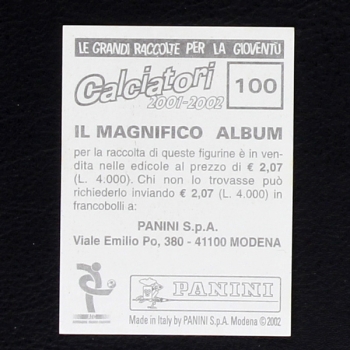 LE GRANDI RACCOLTE PER LA GIOVENTÙ
Calciatori
2001-2002
100
IL MAGNIFICO ALBUM
per la raccolta di queste figurine è in ven-
dita nelle edicole al prezzo di € 2,07
(L. 4.000). Chi non lo trovasse può
richiederlo inviando € 2,07 (L. 4.000) in
francobolli a:
PANINI S.p.A.
Viale Emilio Po, 380 - 41100 MODENA
PANINI
Made in Italy by PANINI S.p.A. Modena ©2002